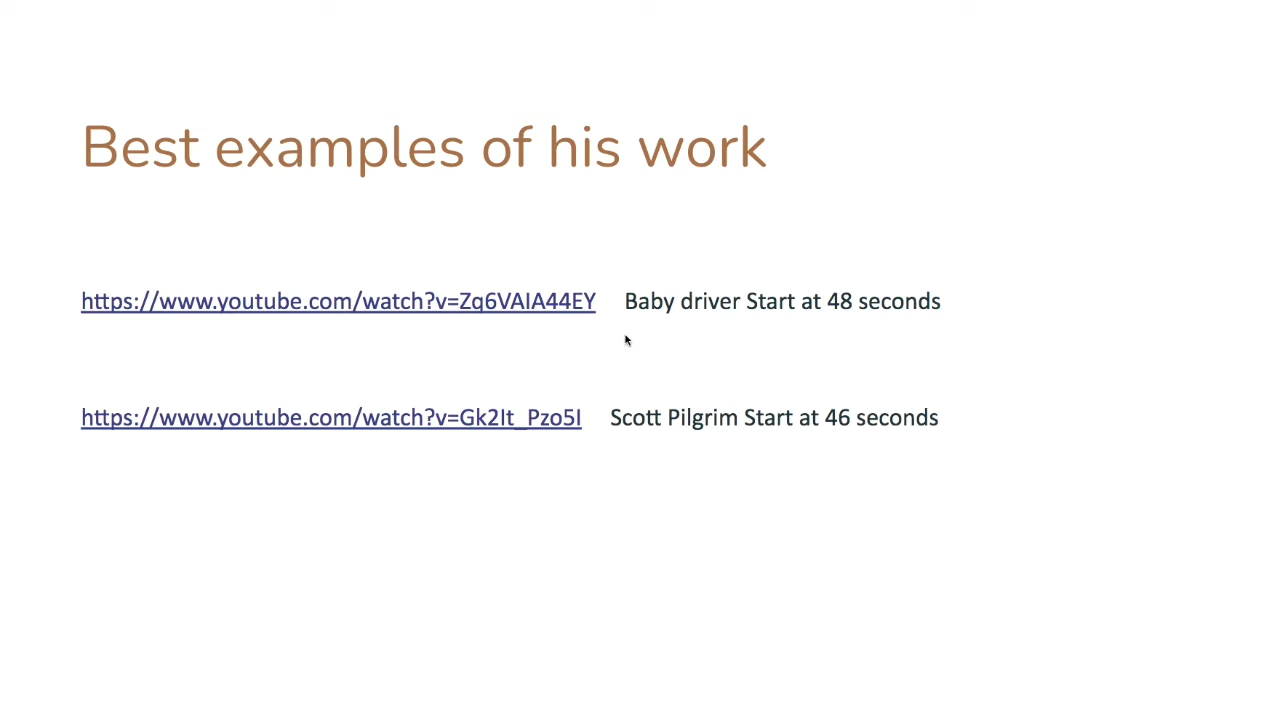 Best examples of his work
https://www.youtube.com/watch?v=Zq6VAIA44EY Baby driver Start at 48 seconds
https://www.youtube.com/watch?v=Gk2It_Pzo5I Scott Pilgrim Start at 46 seconds